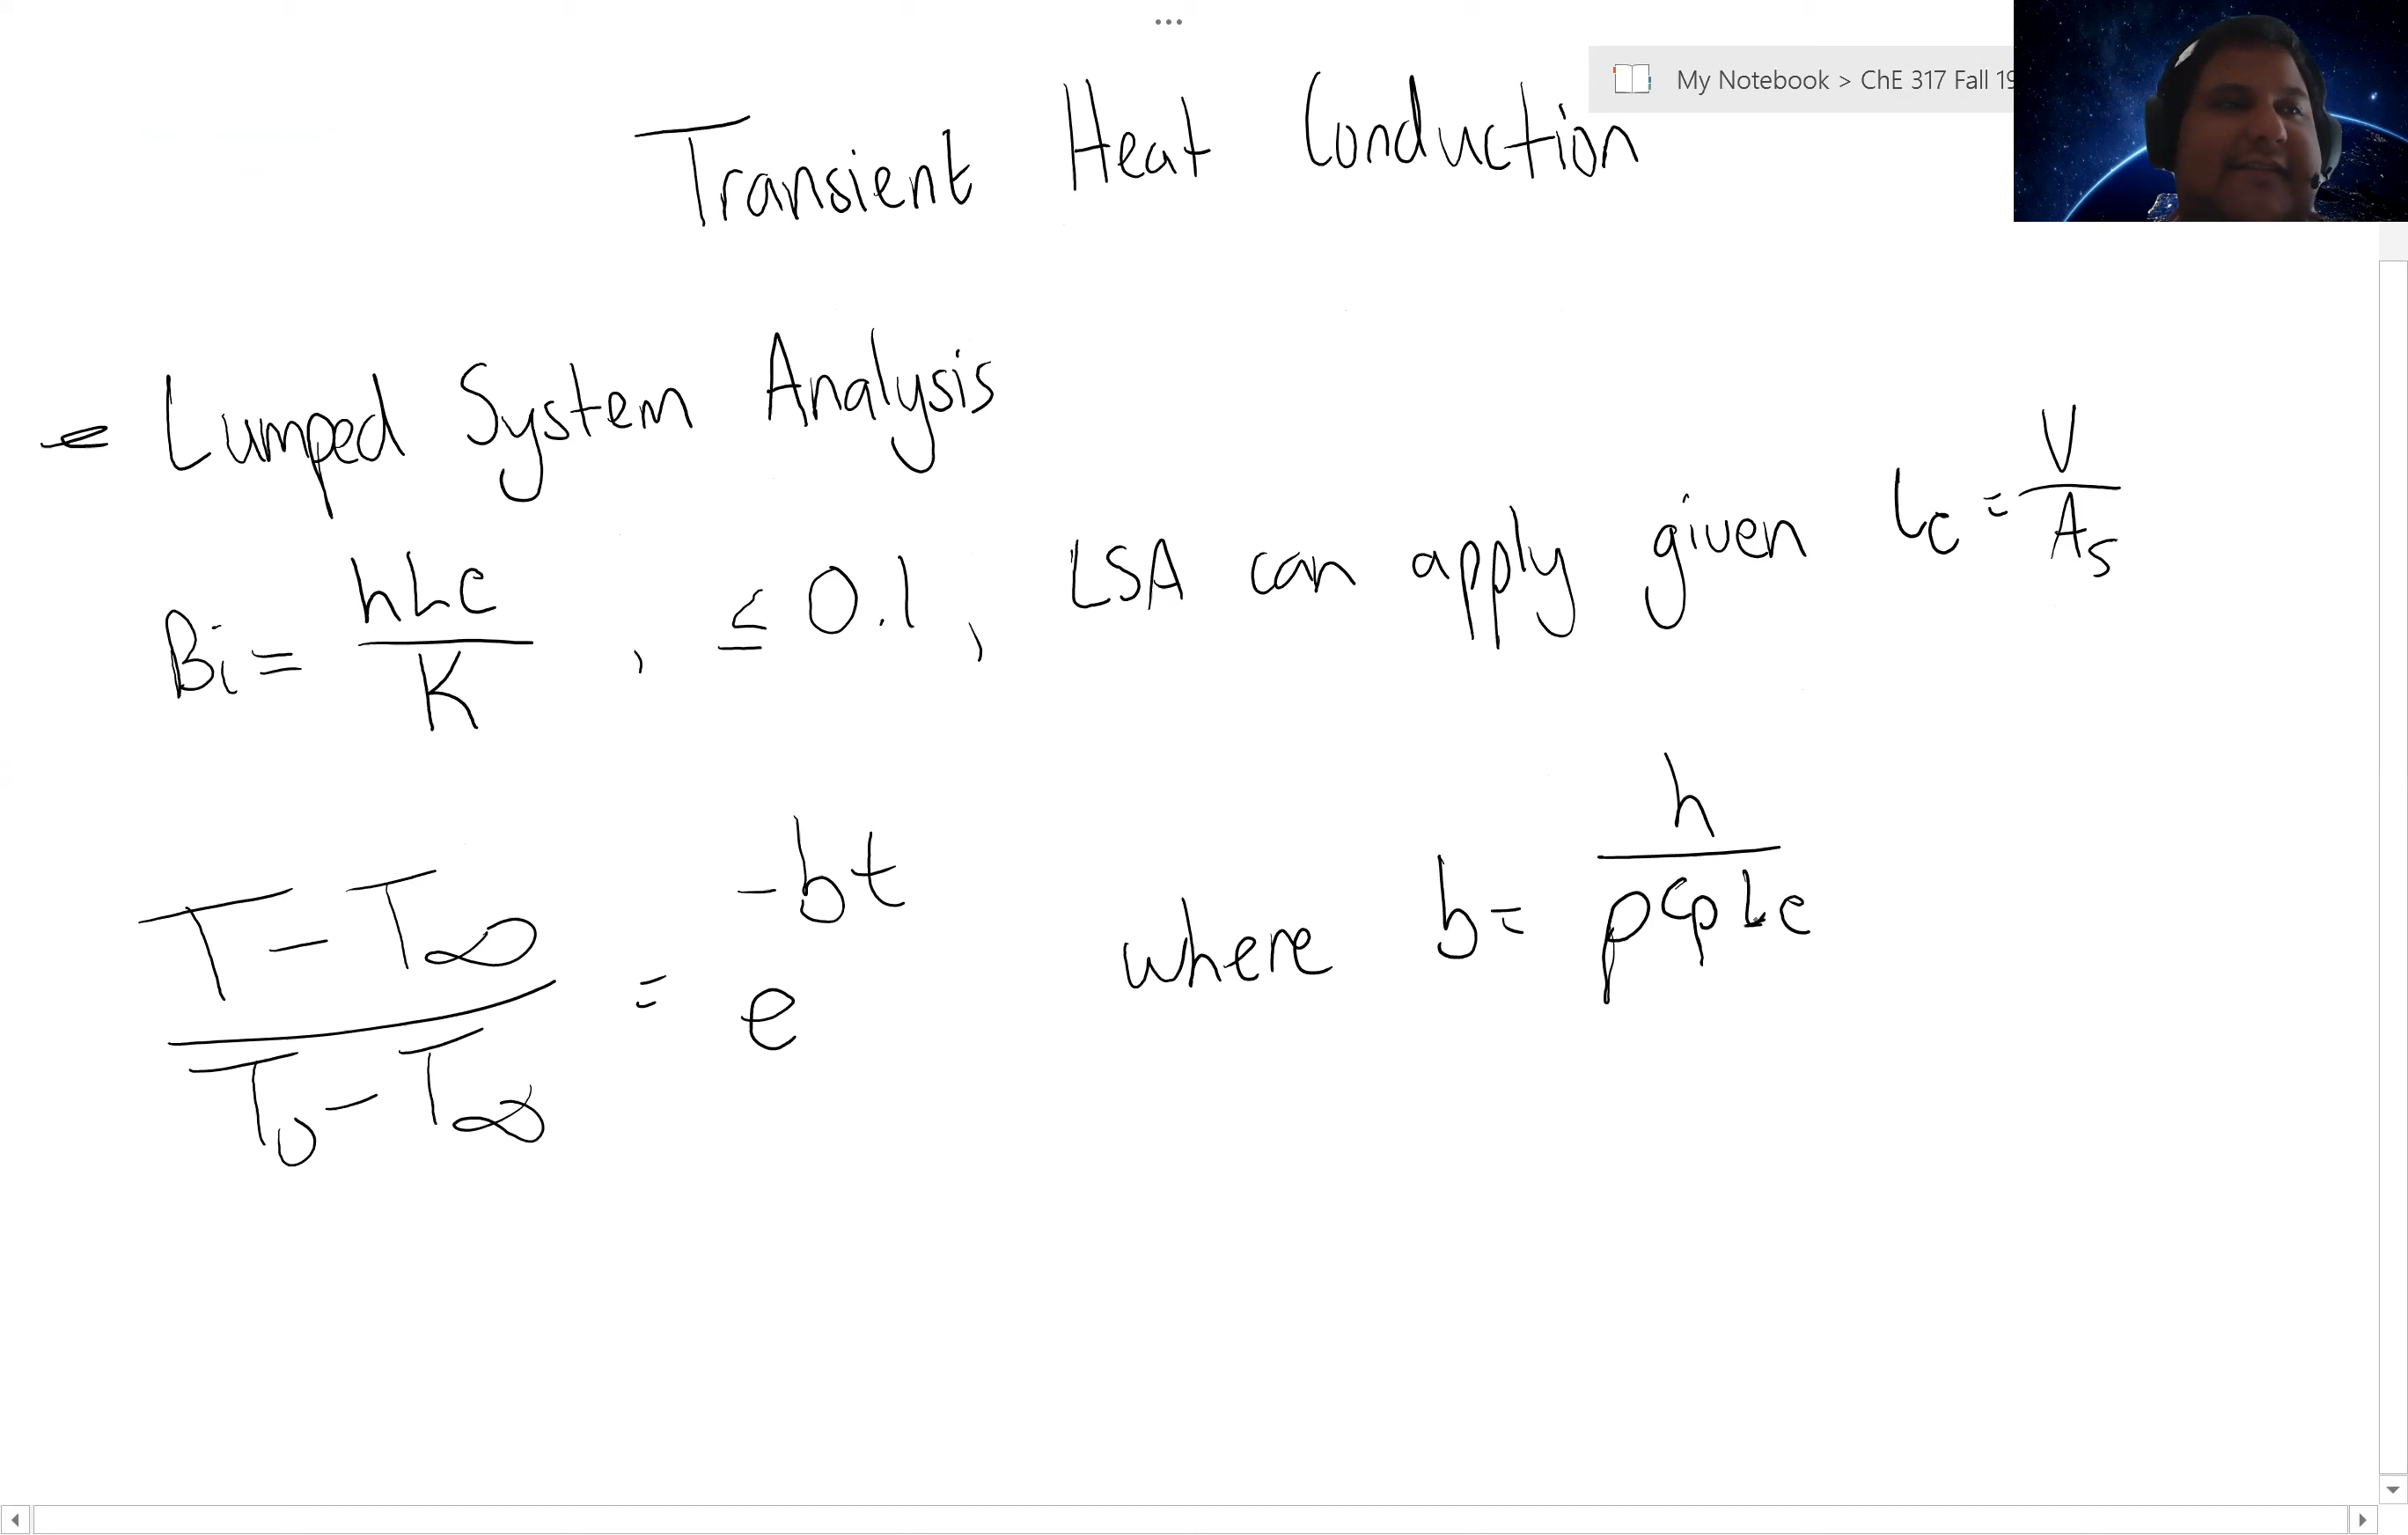 My Notebook > ChE 317 Fall 19
Transient Heat Conduction
Lumped System Analysis
Bi = hLc / K , ≤ 0.1 , LSA can apply given Lc = V / As
T - T∞ / T0 - T∞ = e^-bt where b = h / ρCpLc